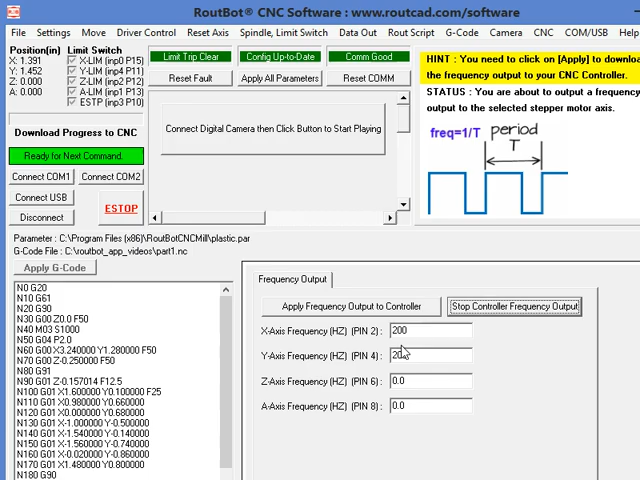 RoutBot® CNC Software : www.routcad.com/software
File Settings Move Driver Control Reset Axis Spindle, Limit Switch Data Out Rout Script G-Code Camera CNC COM/USB Help
Position(in) Limit Switch
X: 1.391 X-LIM (inp0 P15)
Y: 1.452 Y-LIM (inp4 P11)
Z: 0.000 Z-LIM (inp2 P12)
A: 0.000 A-LIM (inp1 P13)
ESTP (inp3 P10)
Limit Trip Clear Config Up-to-Date Comm Good
Reset Fault Apply All Parameters Reset COMM
HINT : You need to click on [Apply] to download
the frequency output to your CNC Controller.
STATUS : You are about to output a frequency
output to the selected stepper motor axis.
Download Progress to CNC
Ready for Next Command.
Connect COM1 Connect COM2
Connect USB
ESTOP
Disconnect
Connect Digital Camera then Click Button to Start Playing
freq=1/T
period
T
Parameter : C:\Program Files (x86)\RoutBotCNCMill\plastic.par
G-Code File : C:\routbot_app_videos\part1.nc
Apply G-Code
N0 G20
N10 G61
N20 G90
N30 G00 Z0.0 F50
N40 M03 S1000
N50 G04 P2.0
N60 G00 X3.240000 Y1.280000 F50
N70 G00 Z-0.250000 F50
N80 G91
N90 G01 Z-0.157014 F12.5
N100 G01 X1.600000 Y0.100000 F25
N110 G01 X0.980000 Y0.660000
N120 G01 X0.000000 Y0.680000
N130 G01 X-1.000000 Y-0.500000
N140 G01 X-1.540000 Y-0.140000
N150 G01 X-1.560000 Y-0.740000
N160 G01 X-0.020000 Y-0.060000
N170 G01 X1.480000 Y0.800000
N180 G90
Frequency Output
Apply Frequency Output to Controller Stop Controller Frequency Output
X-Axis Frequency (HZ) (PIN 2): 200
Y-Axis Frequency (HZ) (PIN 4):
Z-Axis Frequency (HZ) (PIN 6): 0.0
A-Axis Frequency (HZ) (PIN 8): 0.0